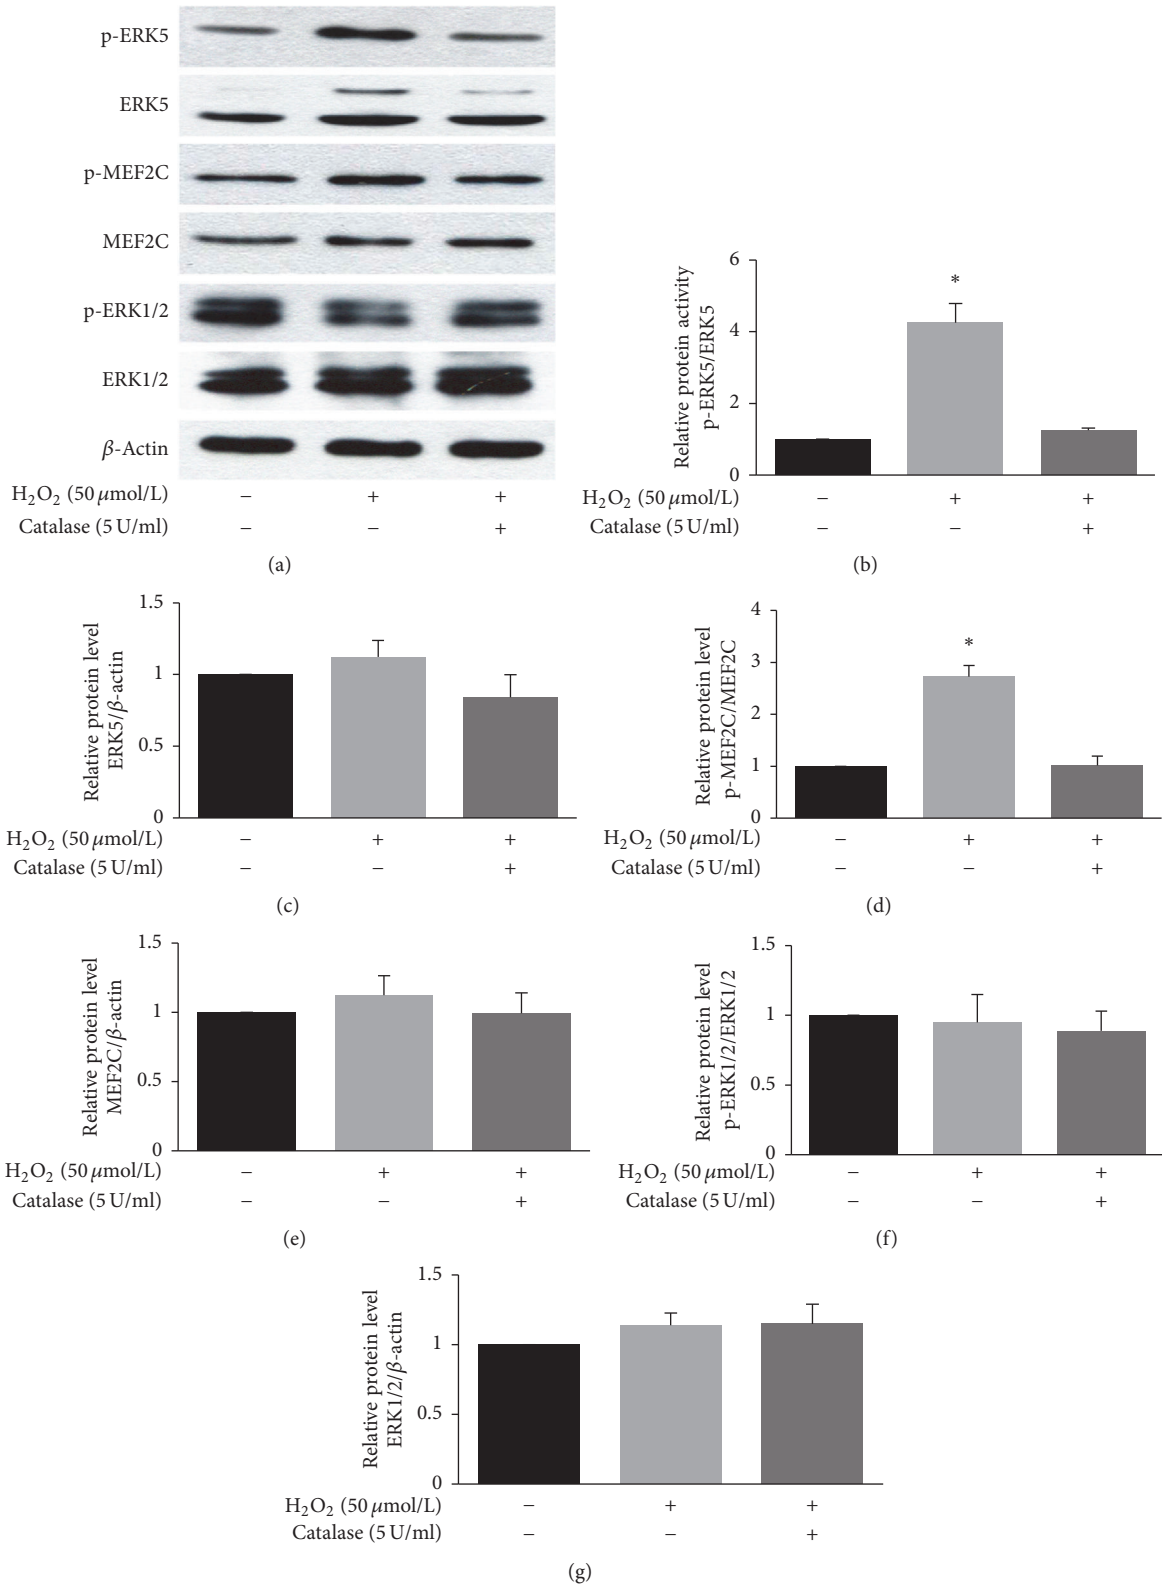 p-ERK5
ERK5
p-MEF2C
MEF2C
p-ERK1/2
ERK1/2
β-Actin
H₂O₂ (50 μmol/L) − + +
Catalase (5 U/ml) − − +
(a)
Relative protein activity
p-ERK5/ERK5
6
4
2
0
*
H₂O₂ (50 μmol/L) − + +
Catalase (5 U/ml) − − +
(b)
Relative protein level
ERK5/β-actin
1.5
1
0.5
0
H₂O₂ (50 μmol/L) − + +
Catalase (5 U/ml) − − +
(c)
Relative protein level
p-MEF2C/MEF2C
4
3
2
1
0
*
H₂O₂ (50 μmol/L) − + +
Catalase (5 U/ml) − − +
(d)
Relative protein level
MEF2C/β-actin
1.5
1
0.5
0
H₂O₂ (50 μmol/L) − + +
Catalase (5 U/ml) − − +
(e)
Relative protein level
p-ERK1/2/ERK1/2
1.5
1
0.5
0
H₂O₂ (50 μmol/L) − + +
Catalase (5 U/ml) − − +
(f)
Relative protein level
ERK1/2/β-actin
1.5
1
0.5
0
H₂O₂ (50 μmol/L) − + +
Catalase (5 U/ml) − − +
(g)